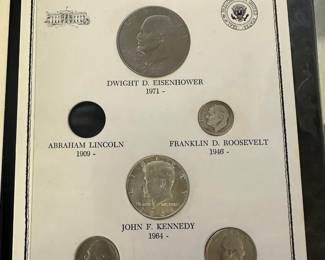 DWIGHT D. EISENHOWER
1971 -
ABRAHAM LINCOLN
1909 -
FRANKLIN D. ROOSEVELT
1946 -
JOHN F. KENNEDY
1964 -